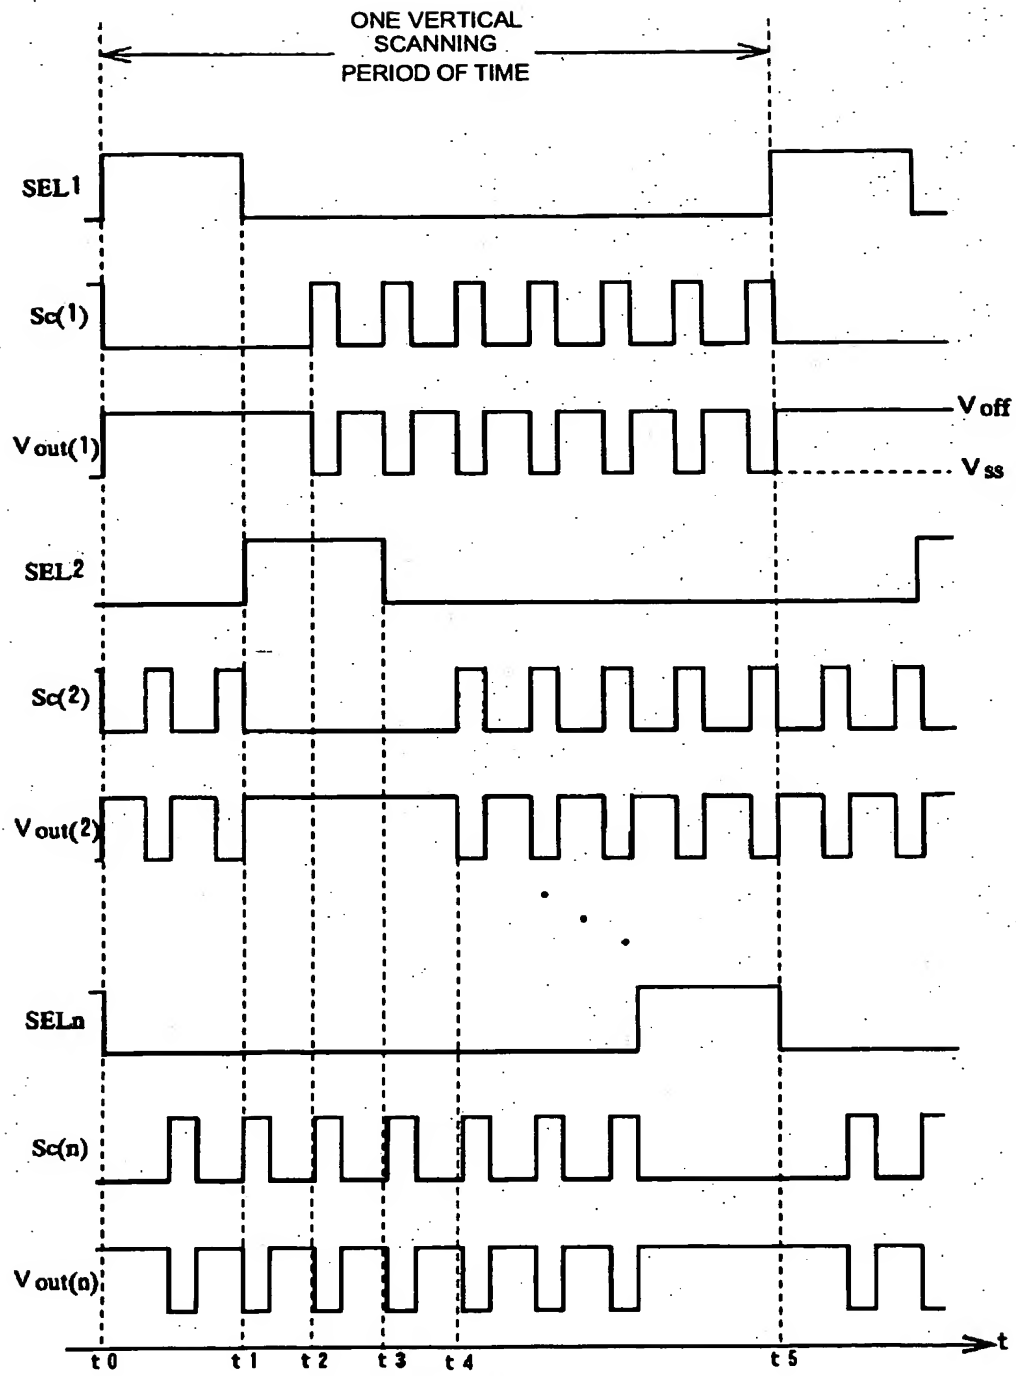 ONE VERTICAL
SCANNING
PERIOD OF TIME
SEL1
Sc(1)
Vout(1)
Voff
Vss
SEL2
Sc(2)
Vout(2)
SELn
Sc(n)
Vout(n)
t
t0 t1 t2 t3 t4 t5